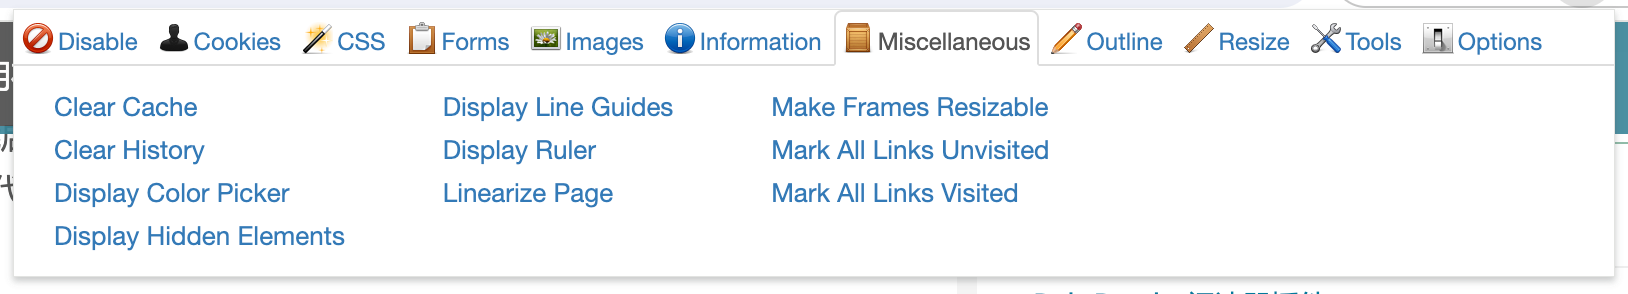 Disable Cookies CSS Forms Images Information Miscellaneous Outline Resize Tools Options
Clear Cache
Clear History
Display Color Picker
Display Hidden Elements
Display Line Guides
Display Ruler
Linearize Page
Make Frames Resizable
Mark All Links Unvisited
Mark All Links Visited